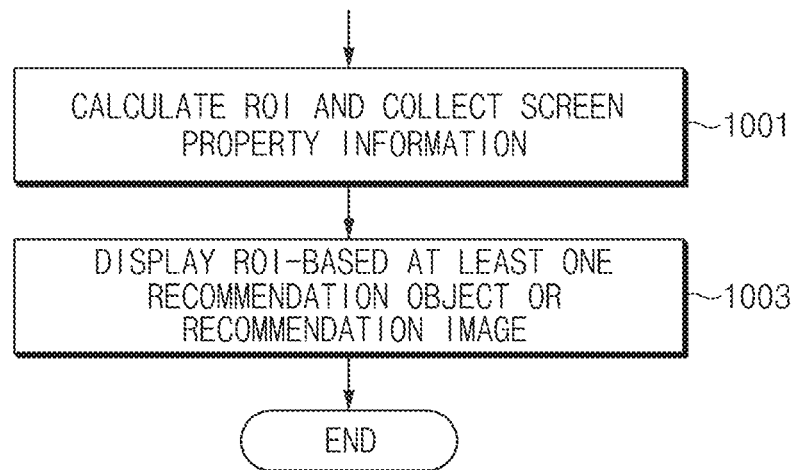 CALCULATE ROI AND COLLECT SCREEN
PROPERTY INFORMATION
1001
DISPLAY ROI-BASED AT LEAST ONE
RECOMMENDATION OBJECT OR
RECOMMENDATION IMAGE
1003
END